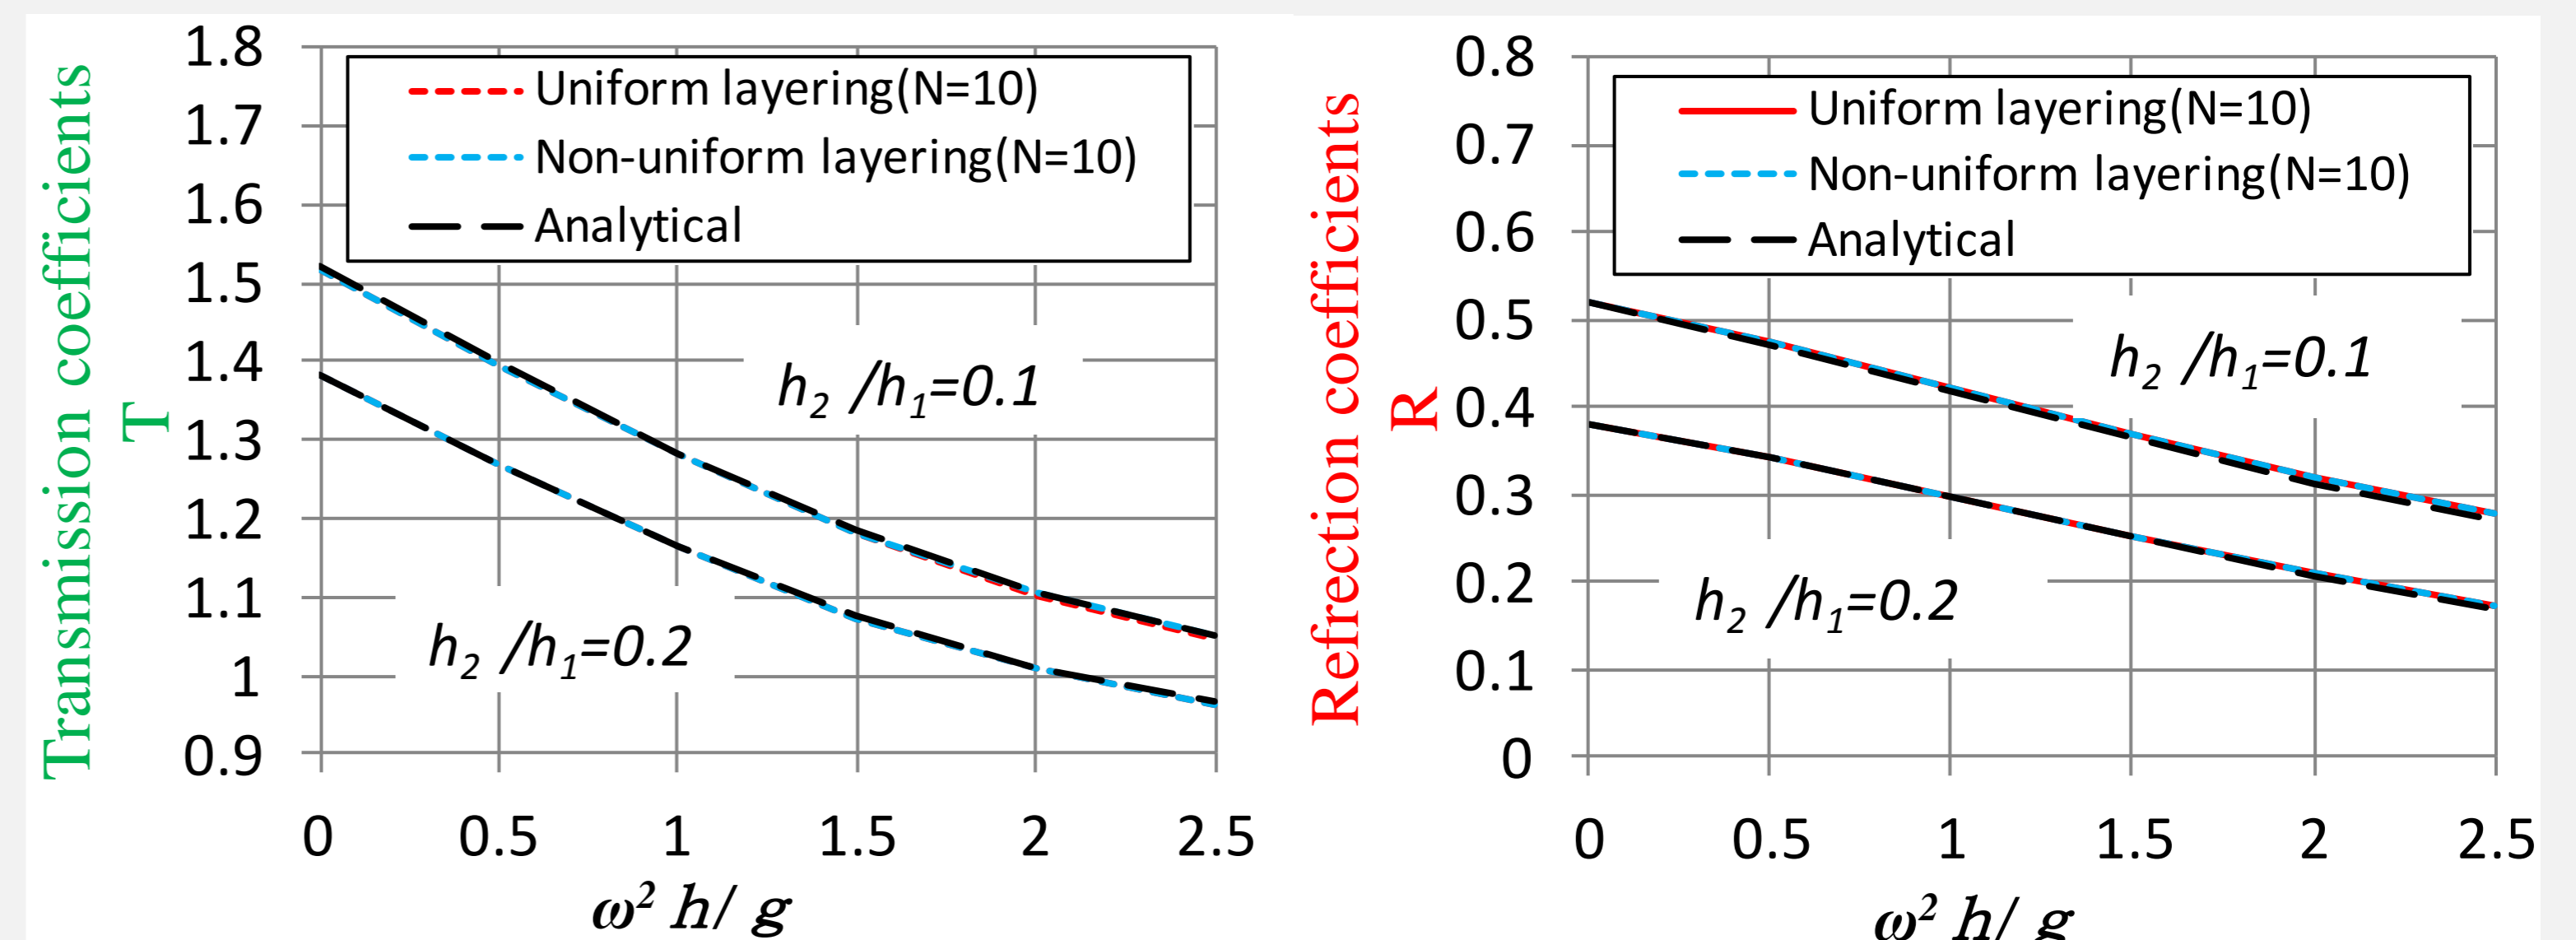 Transmission coefficients
T
1.8
1.7
1.6
1.5
1.4
1.3
1.2
1.1
1
0.9
Uniform layering(N=10)
Non-uniform layering(N=10)
Analytical
h₂ /h₁=0.1
h₂ /h₁=0.2
0 0.5 1 1.5 2 2.5
ω² h/ g
Refrection coefficients
R
0.8
0.7
0.6
0.5
0.4
0.3
0.2
0.1
0
Uniform layering(N=10)
Non-uniform layering(N=10)
Analytical
h₂ /h₁=0.1
h₂ /h₁=0.2
0 0.5 1 1.5 2 2.5
ω² h/ g